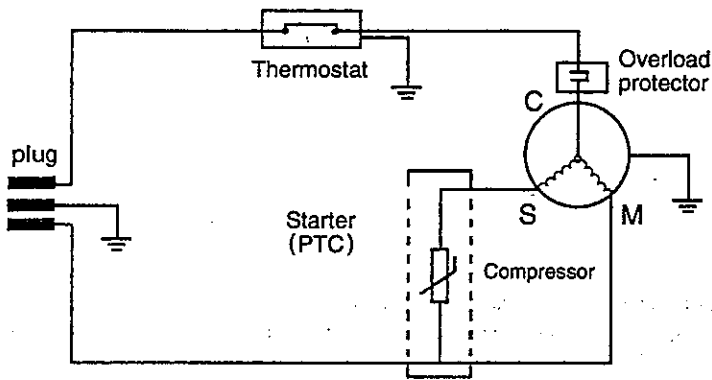 Thermostat
Overload
protector
C
plug
S
M
Starter
(PTC)
Compressor